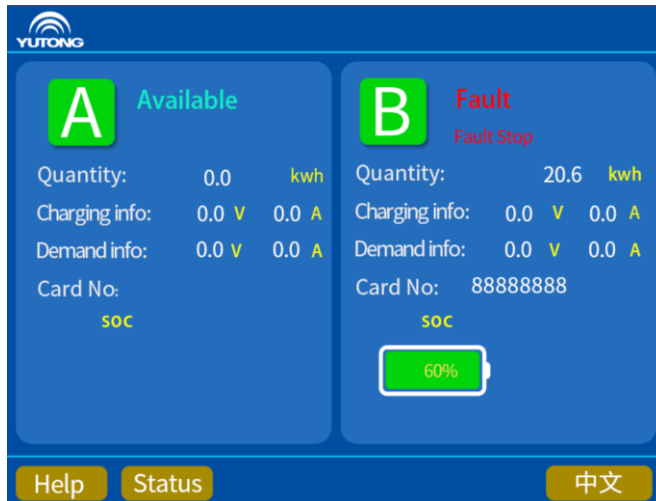 YUTONG
A Available
Quantity: 0.0 kwh
Charging info: 0.0 V 0.0 A
Demand info: 0.0 V 0.0 A
Card No:
SOC
B Fault
Fault Stop
Quantity: 20.6 kwh
Charging info: 0.0 V 0.0 A
Demand info: 0.0 V 0.0 A
Card No: 88888888
SOC
60%
Help Status 中文